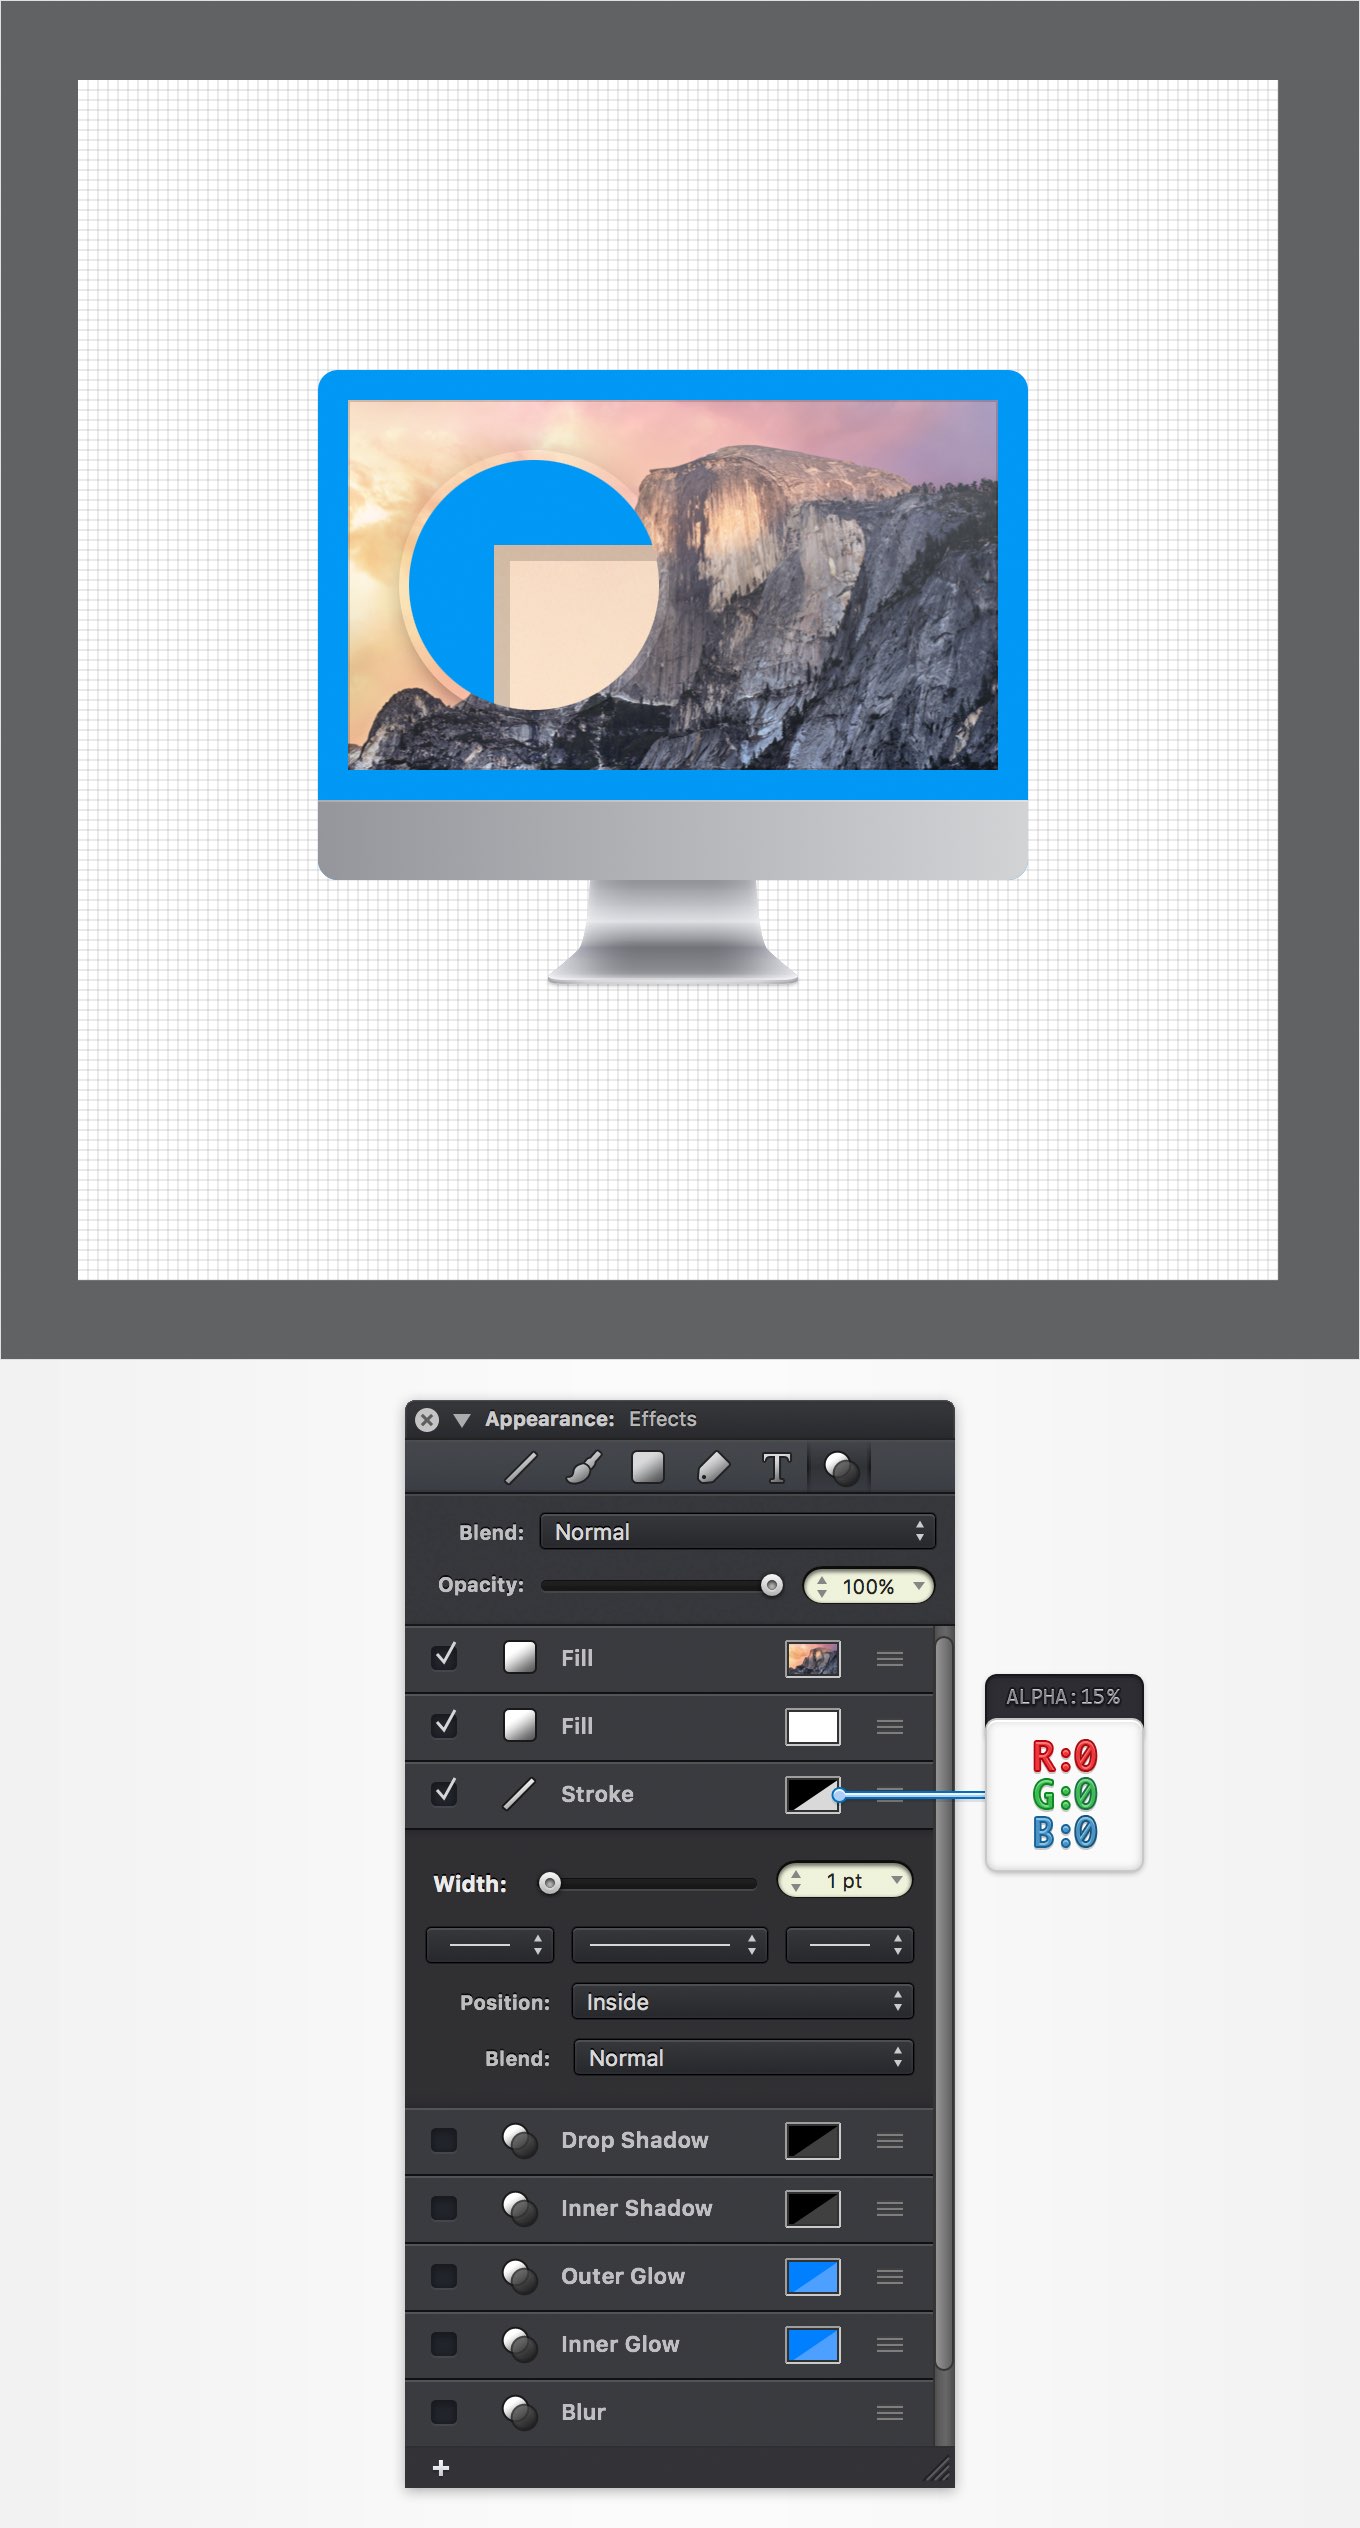 Appearance: Effects
T
Blend: Normal
Opacity: 100%
Fill
Fill
ALPHA:15%
R:0
G:0
B:0
Stroke
Width: 1 pt
Position: Inside
Blend: Normal
Drop Shadow
Inner Shadow
Outer Glow
Inner Glow
Blur